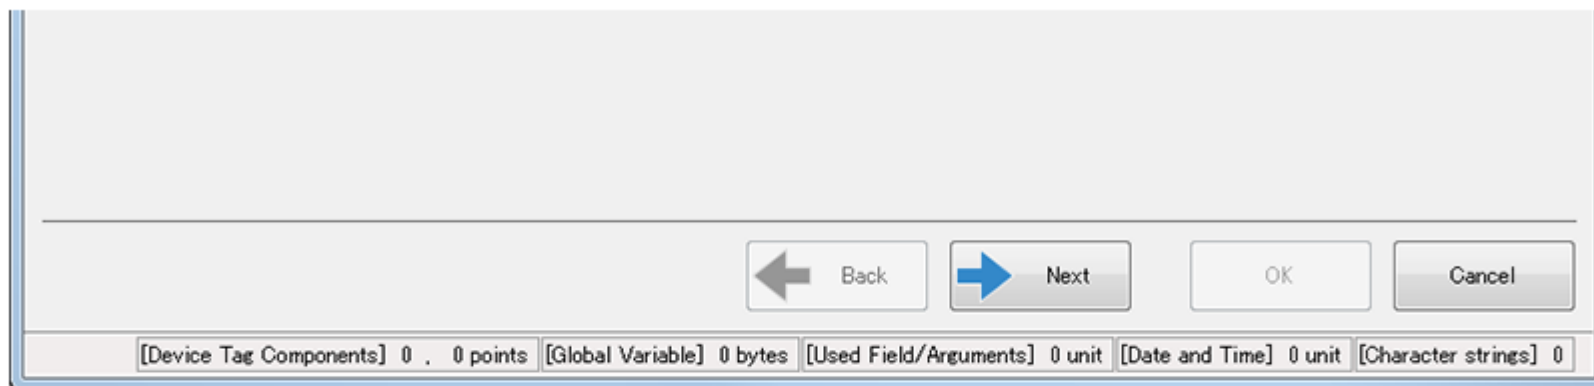 Back Next OK Cancel
[Device Tag Components] 0 , 0 points [Global Variable] 0 bytes [Used Field/Arguments] 0 unit [Date and Time] 0 unit [Character strings] 0